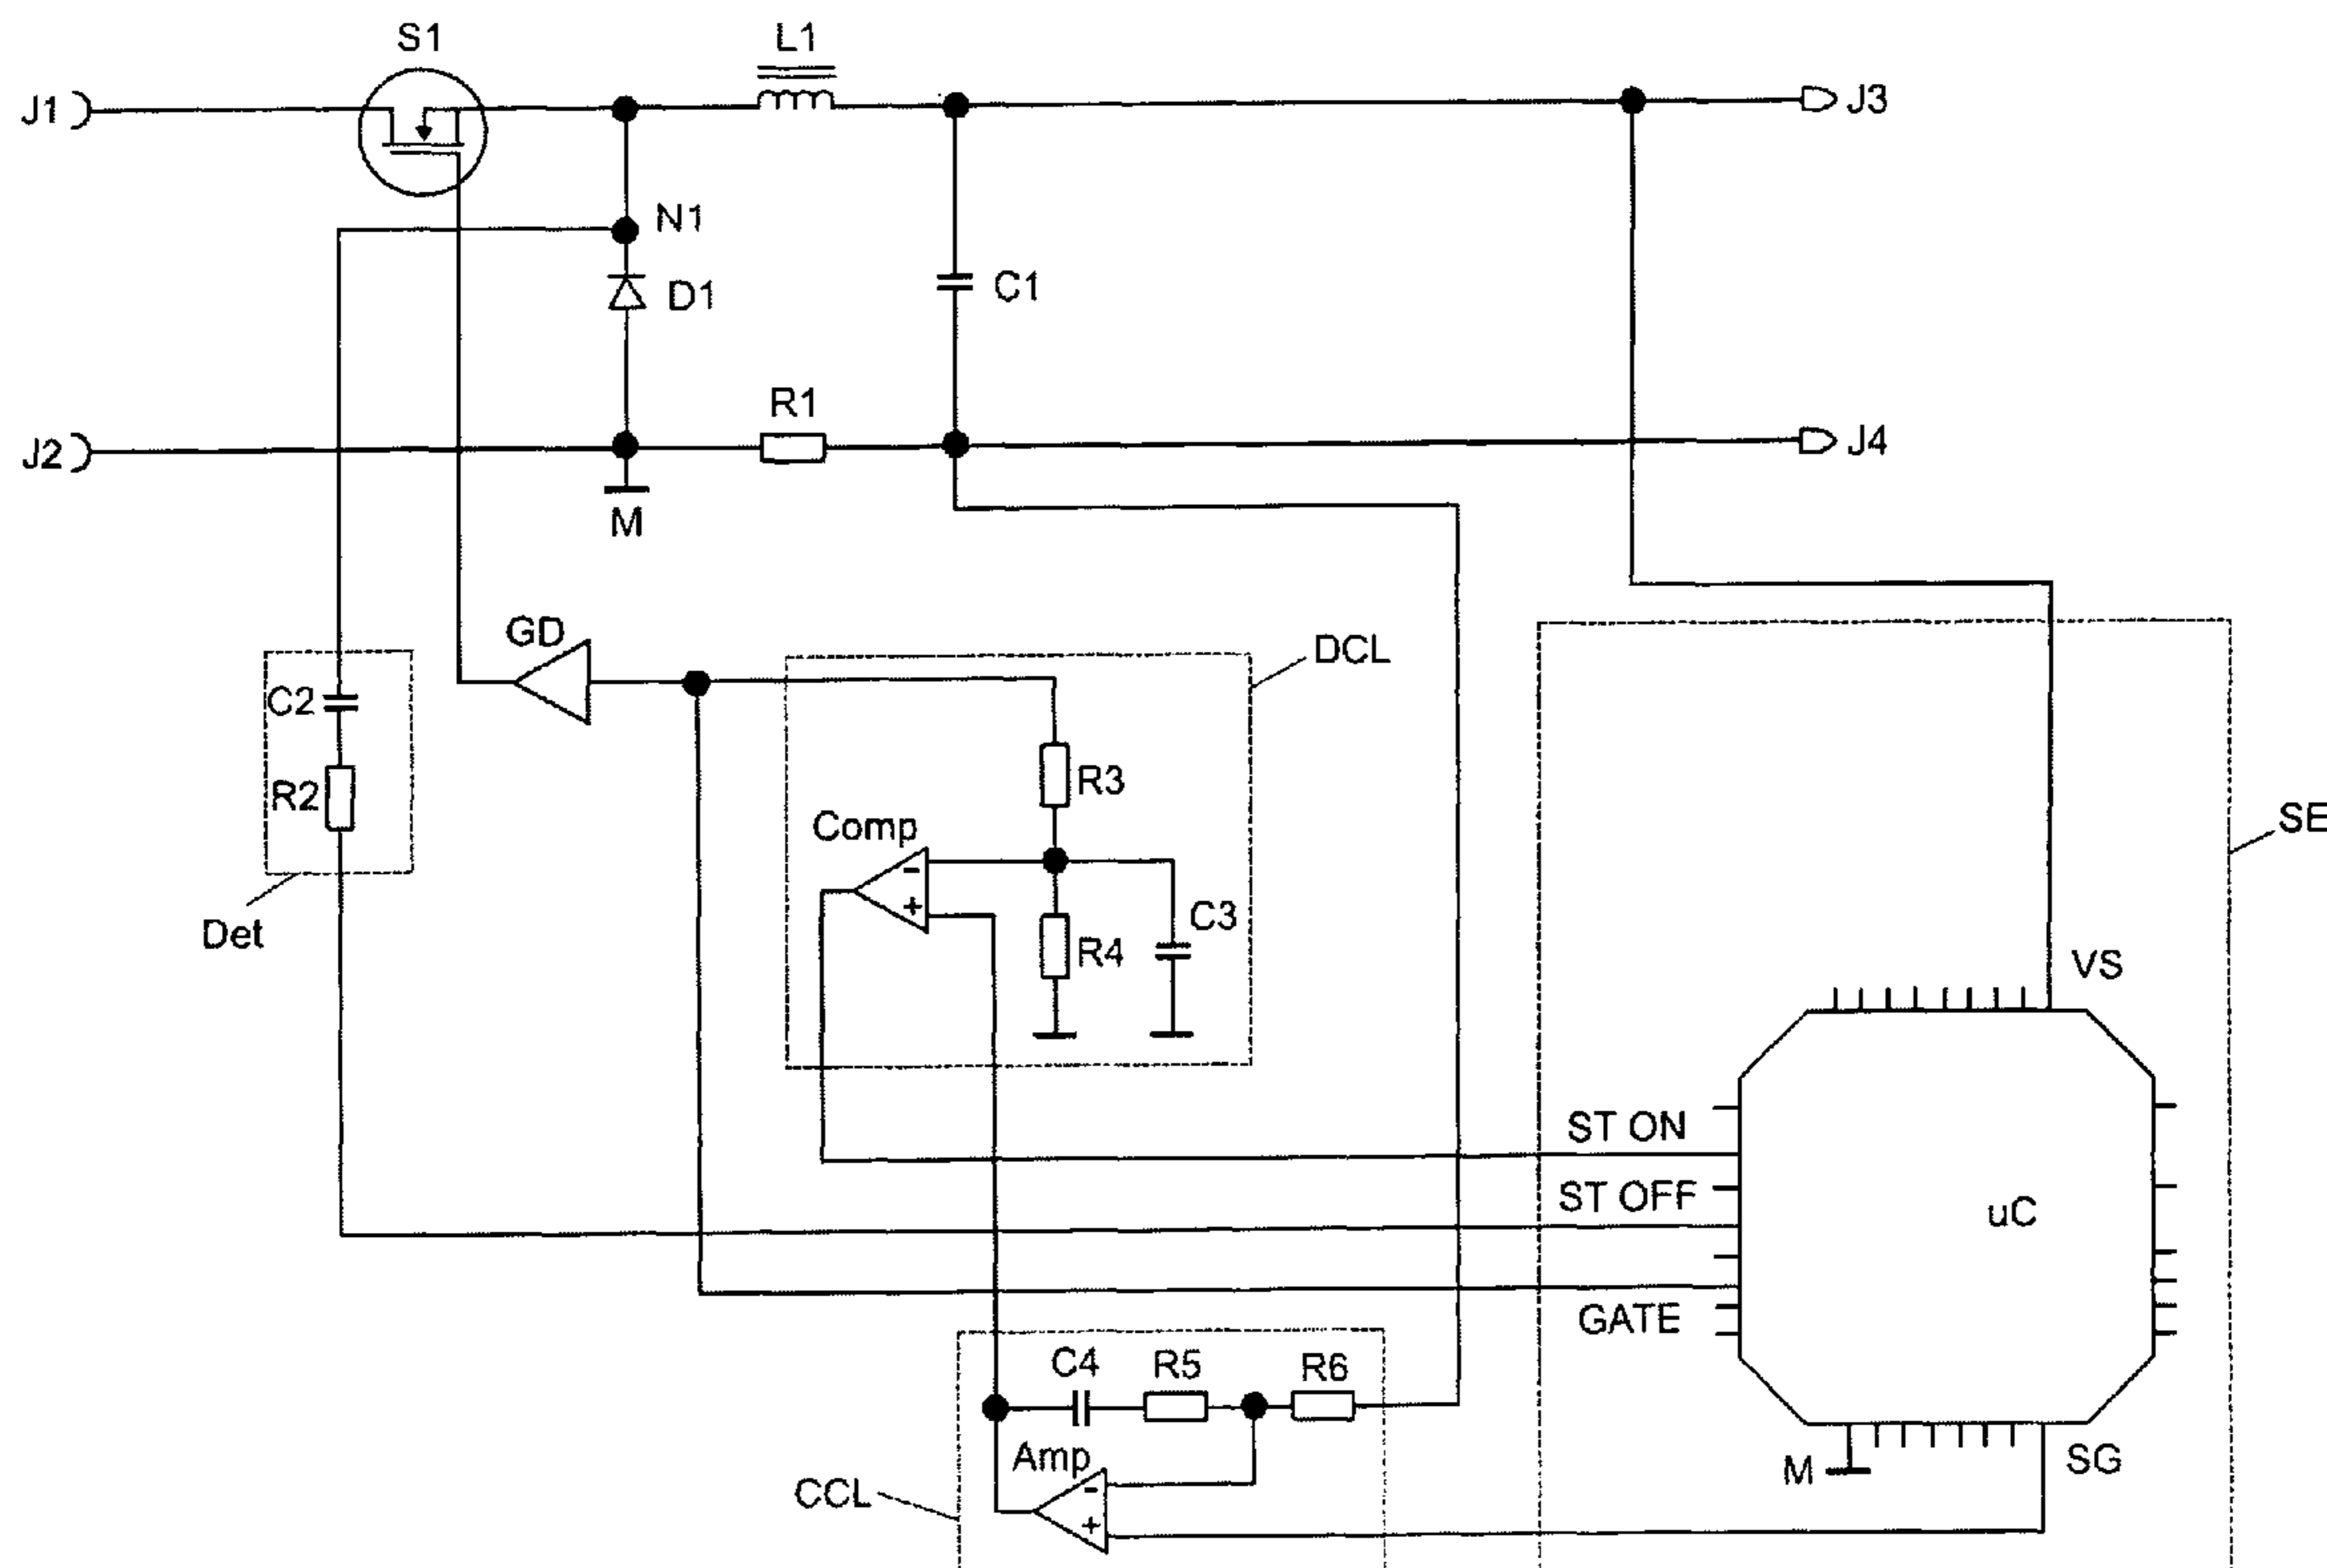 S1
L1
J1
J3
N1
D1
C1
R1
J2
J4
M
GD
DCL
C2
R3
R2
Comp
-
+
SE
C3
Det
R4
VS
ST ON
ST OFF
uC
GATE
C4
R5
R6
Amp
-
+
CCL
M
SG